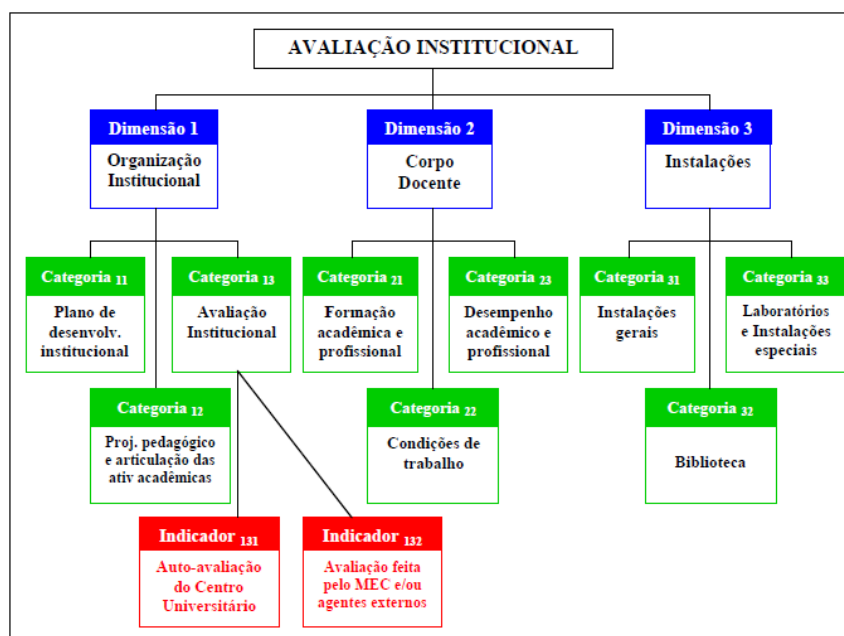 AVALIAÇÃO INSTITUCIONAL
Dimensão 1
Organização
Institucional
Dimensão 2
Corpo
Docente
Dimensão 3
Instalações
Categoria 11
Plano de
desenvolv.
institucional
Categoria 13
Avaliação
Institucional
Categoria 21
Formação
acadêmica e
profissional
Categoria 23
Desempenho
acadêmico e
profissional
Categoria 31
Instalações
gerais
Categoria 33
Laboratórios
e Instalações
especiais
Categoria 12
Proj. pedagógico
e articulação das
ativ acadêmicas
Categoria 22
Condições de
trabalho
Categoria 32
Biblioteca
Indicador 131
Auto-avaliação
do Centro
Universitário
Indicador 132
Avaliação feita
pelo MEC e/ou
agentes externos